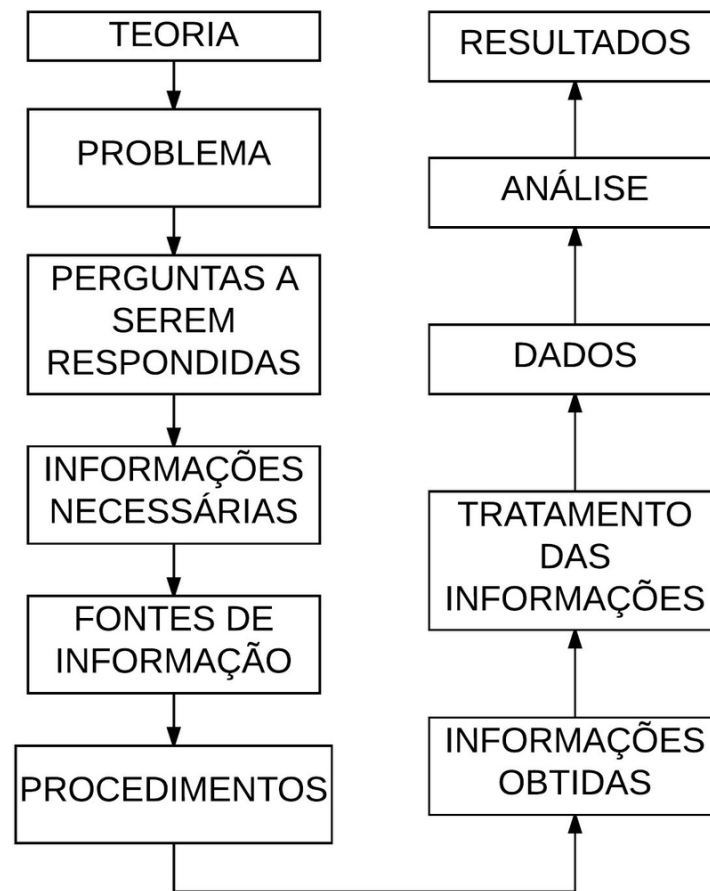 TEORIA
PROBLEMA
PERGUNTAS A
SEREM
RESPONDIDAS
INFORMAÇÕES
NECESSÁRIAS
FONTES DE
INFORMAÇÃO
PROCEDIMENTOS
INFORMAÇÕES
OBTIDAS
TRATAMENTO
DAS
INFORMAÇÕES
DADOS
ANÁLISE
RESULTADOS